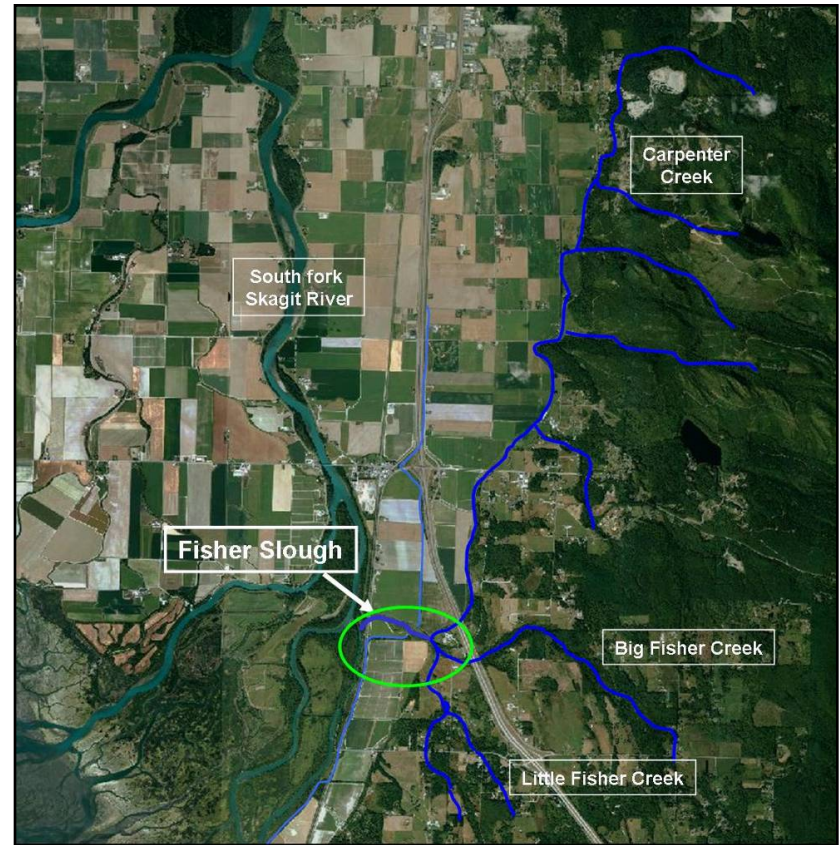 Carpenter
Creek
South fork
Skagit River
Fisher Slough
Big Fisher Creek
Little Fisher Creek